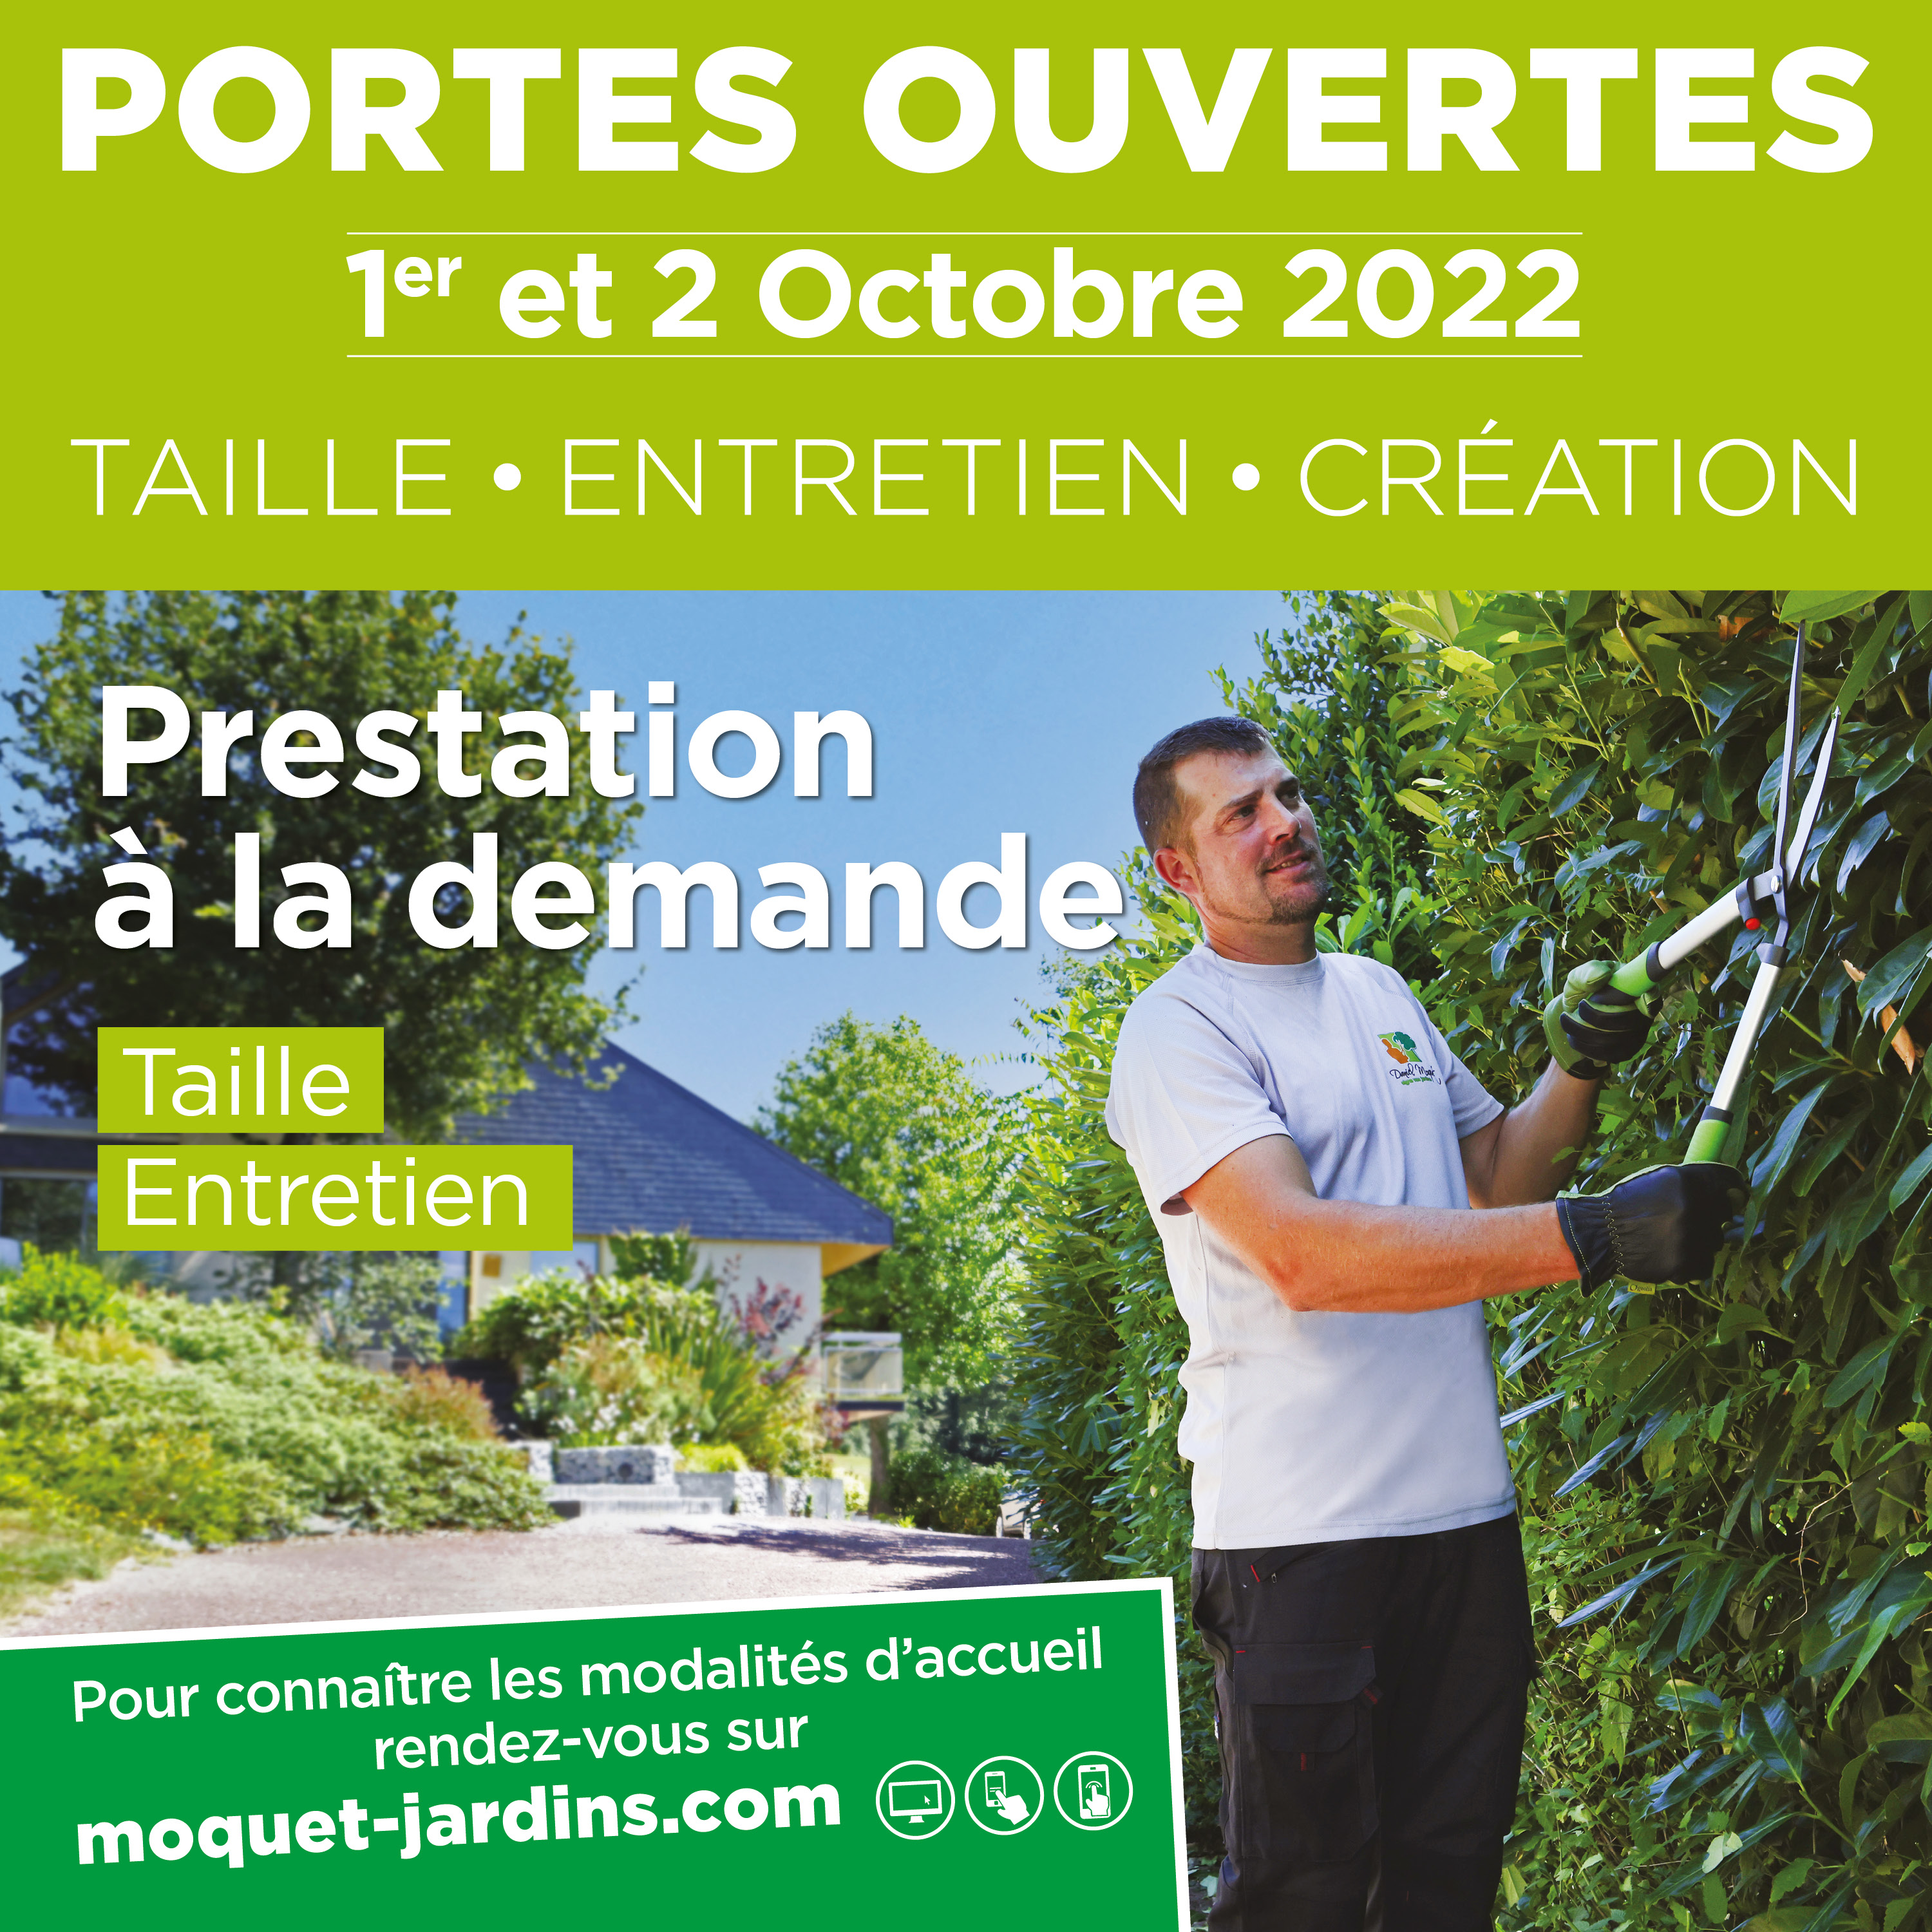 PORTES OUVERTES
1er et 2 Octobre 2022
TAILLE • ENTRETIEN • CRÉATION
Prestation
à la demande
Taille
Entretien
Pour connaître les modalités d'accueil
rendez-vous sur
moquet-jardins.com
Daniel